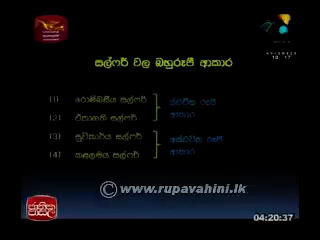 සල්ෆර් වල බහුරූපී ආකාර
(1) රොම්බසීය සල්ෆර්
ස්ඵටික රූපී
(2) ඒකානති සල්ෆර්
ආකාර
(3) සුවිකාර්ය සල්ෆර්
අස්ඵටික රූපී
ආකාර
(4) කලලමය සල්ෆර්
©www.rupavahini.lk
04:20:37